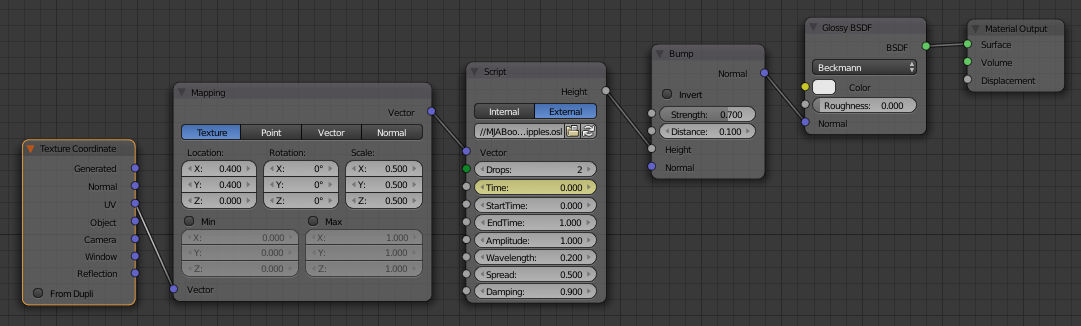 Texture Coordinate
Generated
Normal
UV
Object
Camera
Window
Reflection
From Dupli
Mapping
Vector
Texture Point Vector Normal
Location: Rotation: Scale:
X: 0.400 X: 0° X: 0.500
Y: 0.400 Y: 0° Y: 0.500
Z: 0.000 Z: 0° Z: 0.500
Min Max
X: 0.000 X: 1.000
Y: 0.000 Y: 1.000
Z: 0.000 Z: 1.000
Vector
Script
Height
Internal External
//MJABoo...ipples.osl
Vector
Drops: 2
Time: 0.000
StartTime: 0.000
EndTime: 1.000
Amplitude: 1.000
Wavelength: 0.200
Spread: 0.500
Damping: 0.900
Bump
Normal
Invert
Strength: 0.700
Distance: 0.100
Height
Normal
Glossy BSDF
BSDF
Beckmann
Color
Roughness: 0.000
Normal
Material Output
Surface
Volume
Displacement